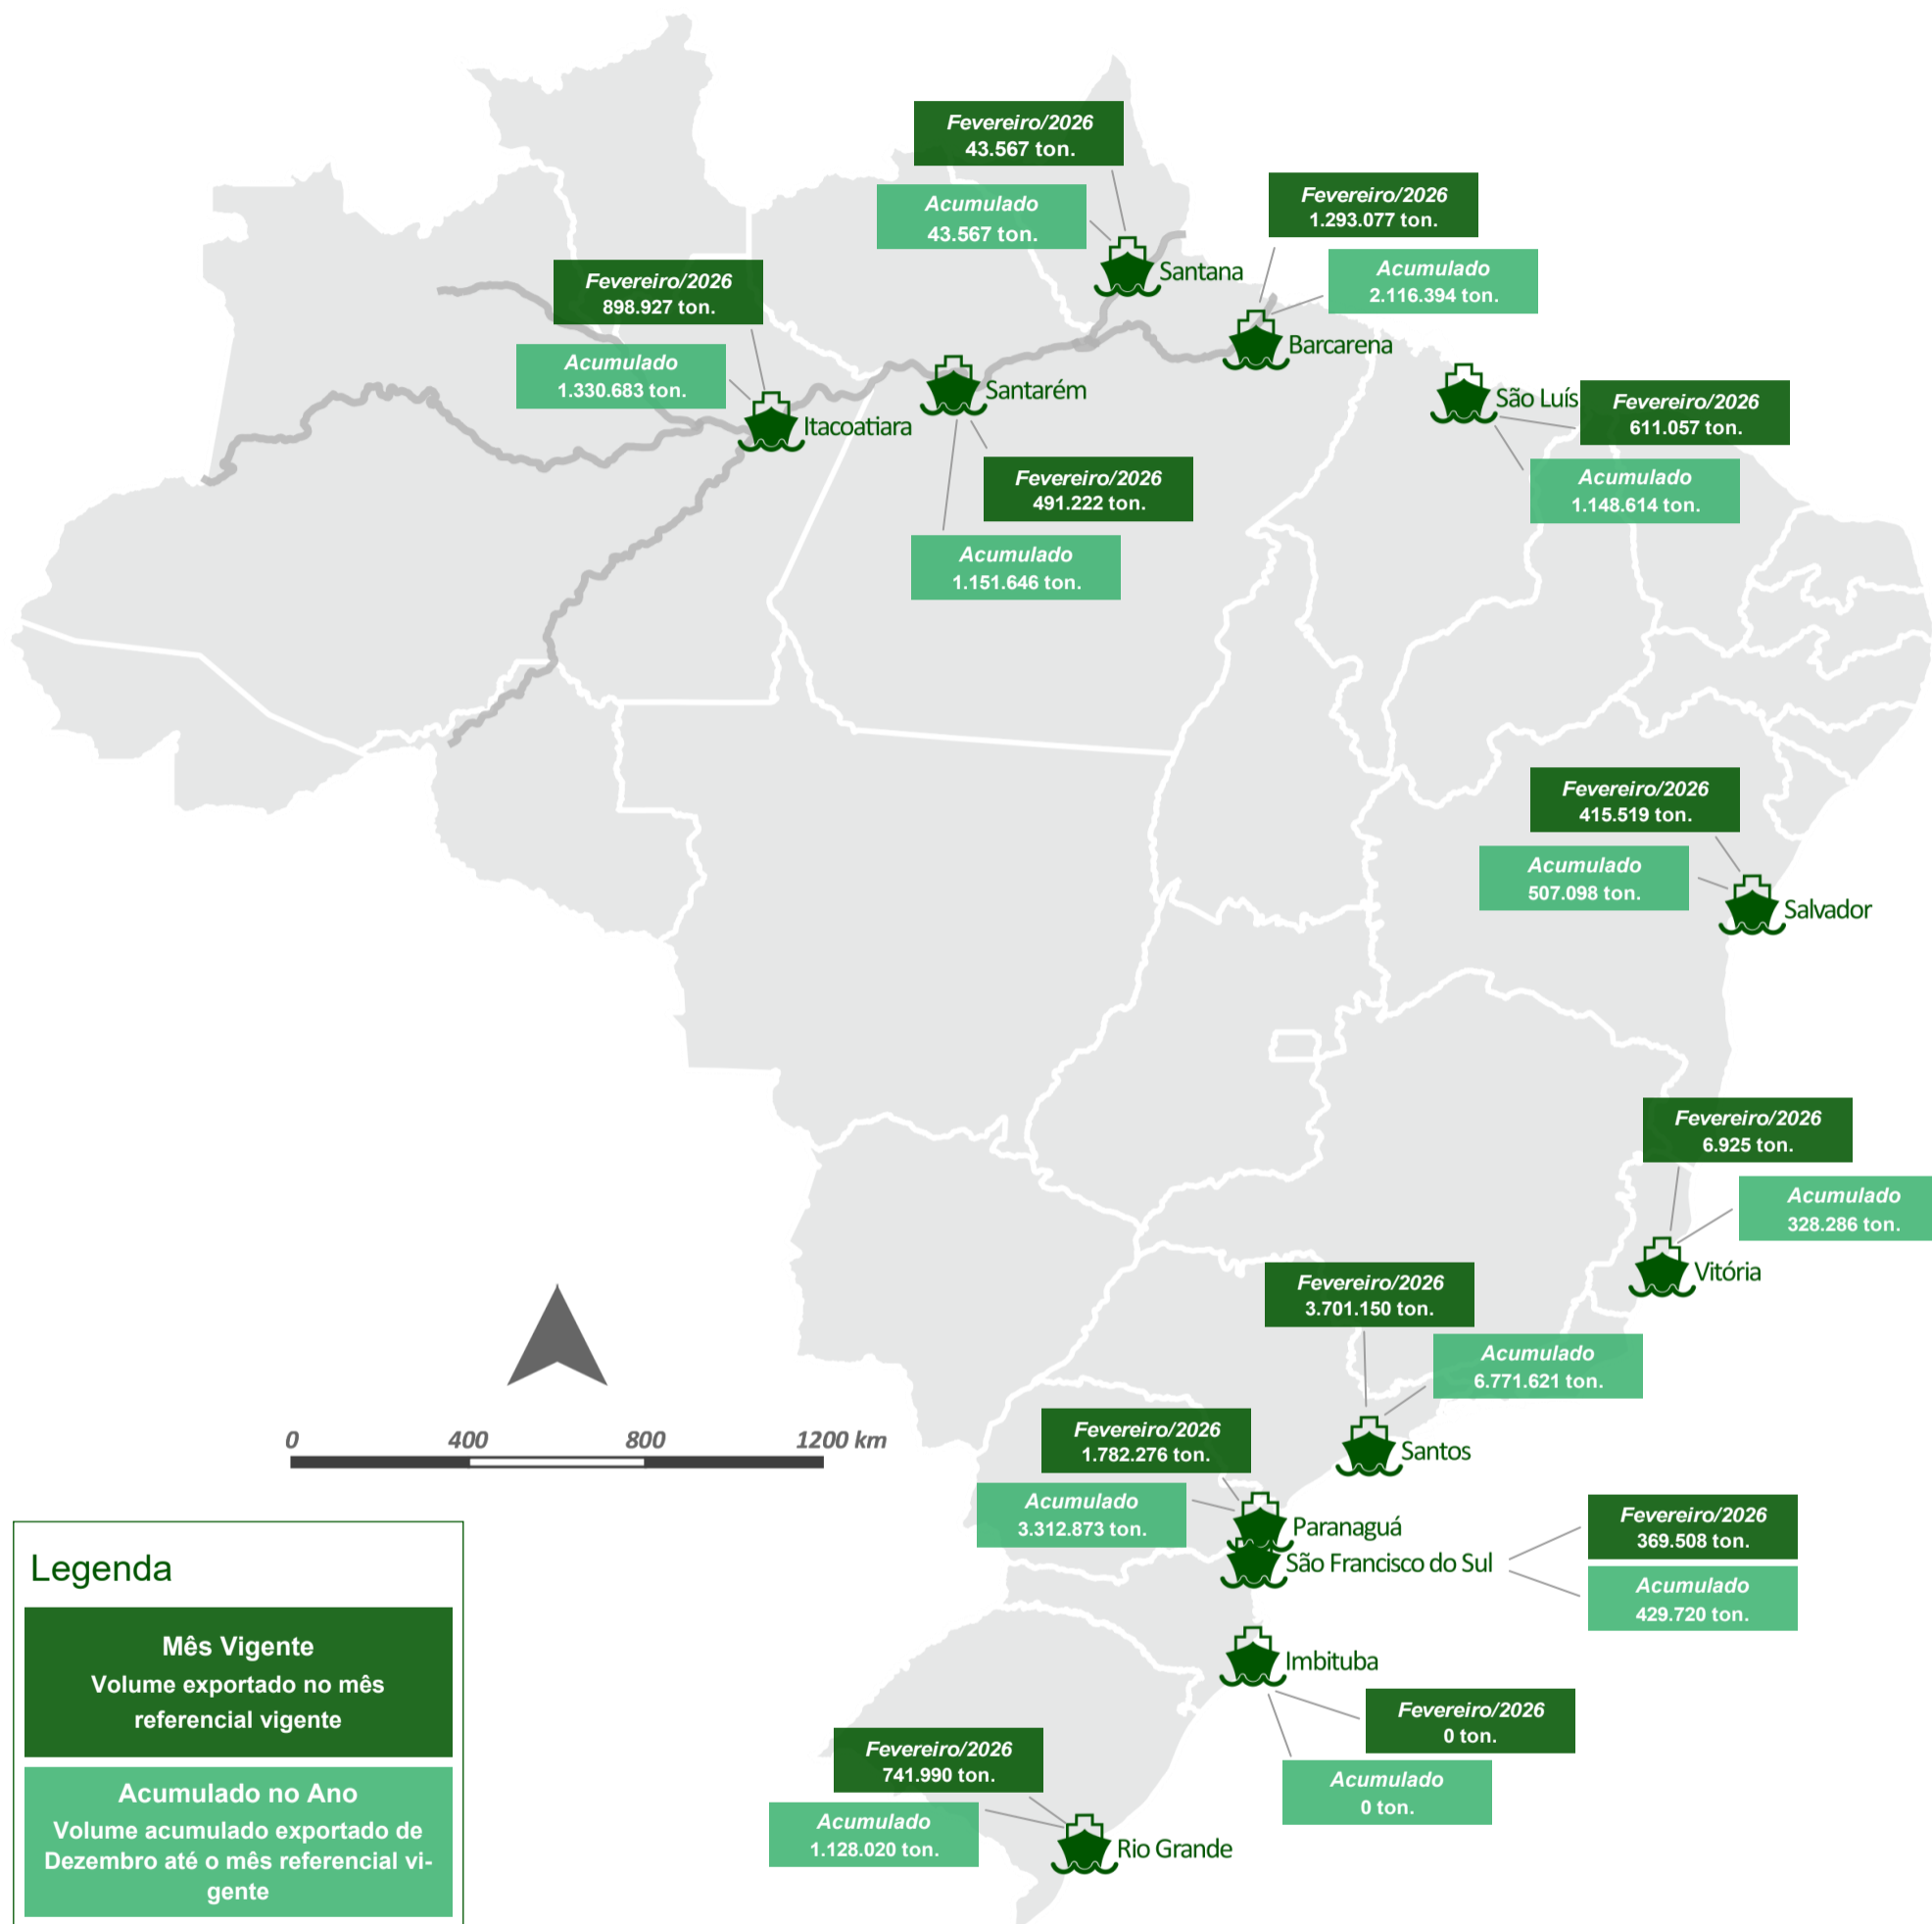 Fevereiro/2026
43.567 ton.
Acumulado
43.567 ton.
Santana
Fevereiro/2026
1.293.077 ton.
Acumulado
2.116.394 ton.
Barcarena
Fevereiro/2026
898.927 ton.
Acumulado
1.330.683 ton.
Itacoatiara
Santarém
Fevereiro/2026
491.222 ton.
Acumulado
1.151.646 ton.
São Luís
Fevereiro/2026
611.057 ton.
Acumulado
1.148.614 ton.
Fevereiro/2026
415.519 ton.
Acumulado
507.098 ton.
Salvador
Fevereiro/2026
6.925 ton.
Acumulado
328.286 ton.
Vitória
Fevereiro/2026
3.701.150 ton.
Acumulado
6.771.621 ton.
Santos
Fevereiro/2026
1.782.276 ton.
Acumulado
3.312.873 ton.
Paranaguá
São Francisco do Sul
Fevereiro/2026
369.508 ton.
Acumulado
429.720 ton.
Imbituba
Fevereiro/2026
0 ton.
Acumulado
0 ton.
Fevereiro/2026
741.990 ton.
Acumulado
1.128.020 ton.
Rio Grande
0 400 800 1200 km
Legenda
Mês Vigente
Volume exportado no mês
referencial vigente
Acumulado no Ano
Volume acumulado exportado de
Dezembro até o mês referencial vi-
gente